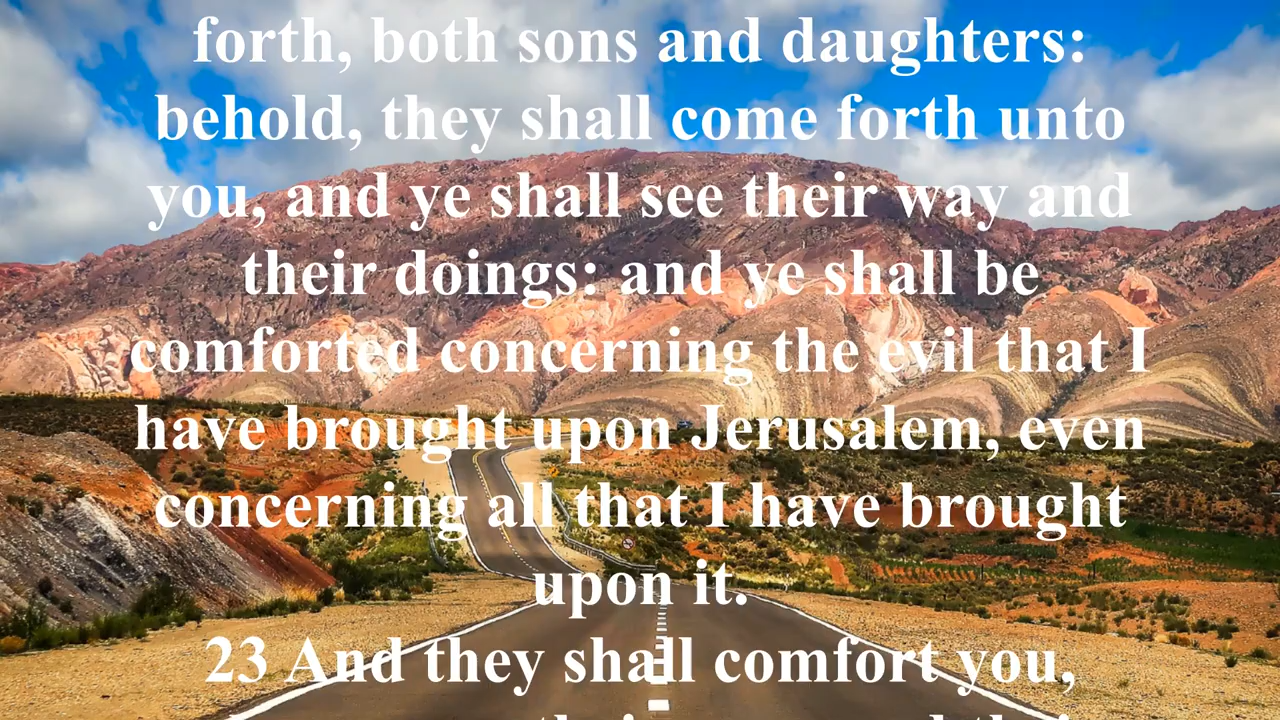 forth, both sons and daughters:
behold, they shall come forth unto
you, and ye shall see their way and
their doings: and ye shall be
comforted concerning the evil that I
have brought upon Jerusalem, even
concerning all that I have brought
upon it.
23 And they shall comfort you,